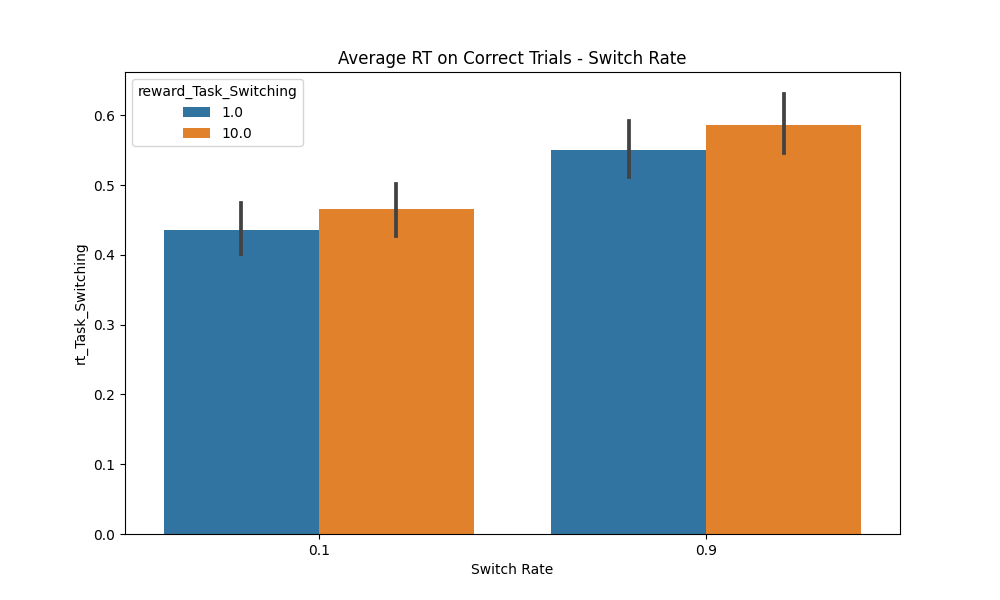 Average RT on Correct Trials - Switch Rate
reward_Task_Switching
1.0
10.0
rt_Task_Switching
0.6
0.5
0.4
0.3
0.2
0.1
0.0
0.1
0.9
Switch Rate